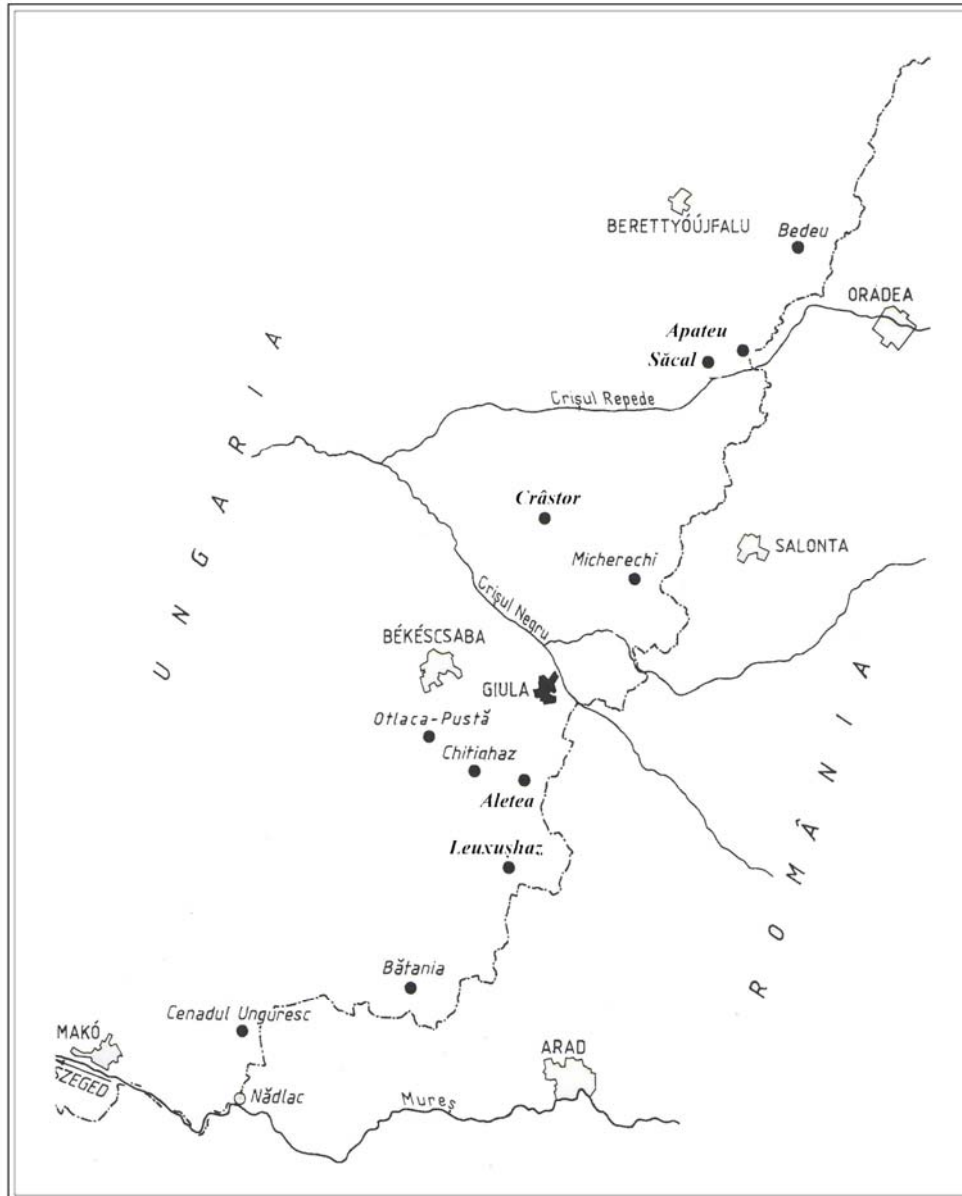 BERETTYÓÚJFALU
Bedeu
ORADEA
Apateu
Săcal
Crişul Repede
UNGARIA
Crâstor
Micherechi
SALONTA
Crişul Negru
BÉKÉSCSABA
GIULA
Otlaca-Pustă
Chitighaz
Aletea
ROMÂNIA
Leuxuşhaz
Bătania
Cenadul Unguresc
MAKÓ
ARAD
SZEGED
Nădlac
Mureş